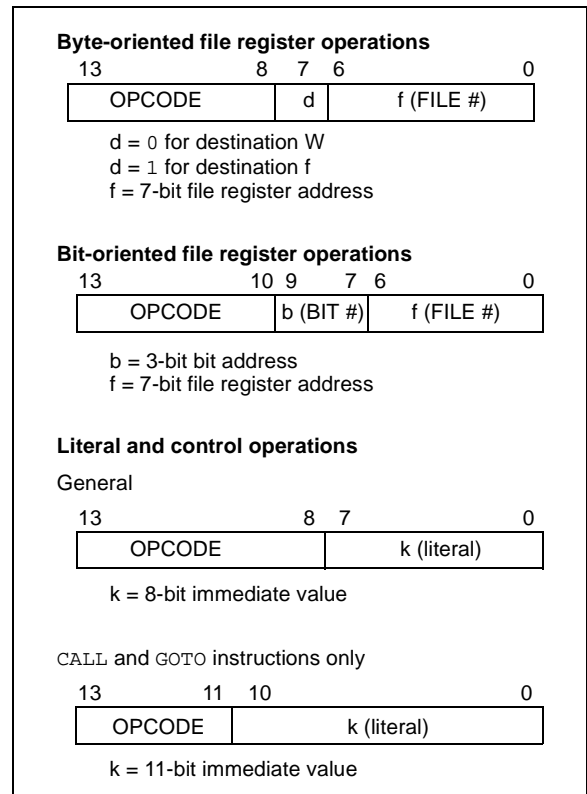 Byte-oriented file register operations
13 8 7 6 0
OPCODE d f (FILE #)
d = 0 for destination W
d = 1 for destination f
f = 7-bit file register address
Bit-oriented file register operations
13 10 9 7 6 0
OPCODE b (BIT #) f (FILE #)
b = 3-bit bit address
f = 7-bit file register address
Literal and control operations
General
13 8 7 0
OPCODE k (literal)
k = 8-bit immediate value
CALL and GOTO instructions only
13 11 10 0
OPCODE k (literal)
k = 11-bit immediate value